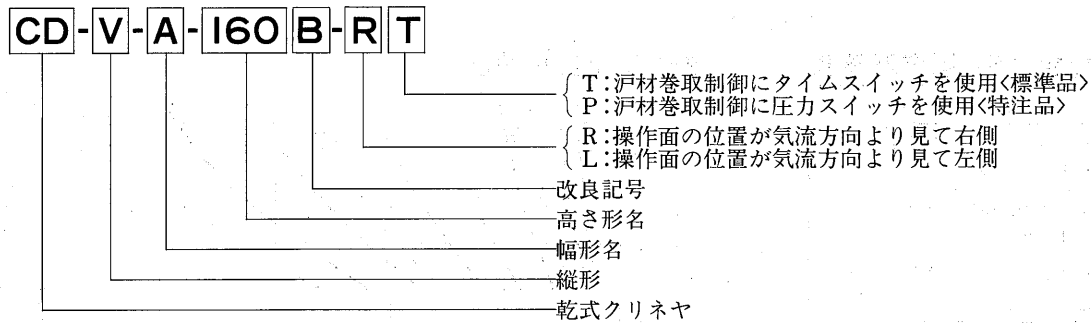 CD-V-A-160B-RT
T:沪材巻取制御にタイムスイッチを使用<標準品>
P:沪材巻取制御に圧力スイッチを使用<特注品>
R:操作面の位置が気流方向より見て右側
L:操作面の位置が気流方向より見て左側
改良記号
高さ形名
幅形名
縦形
乾式クリネヤ